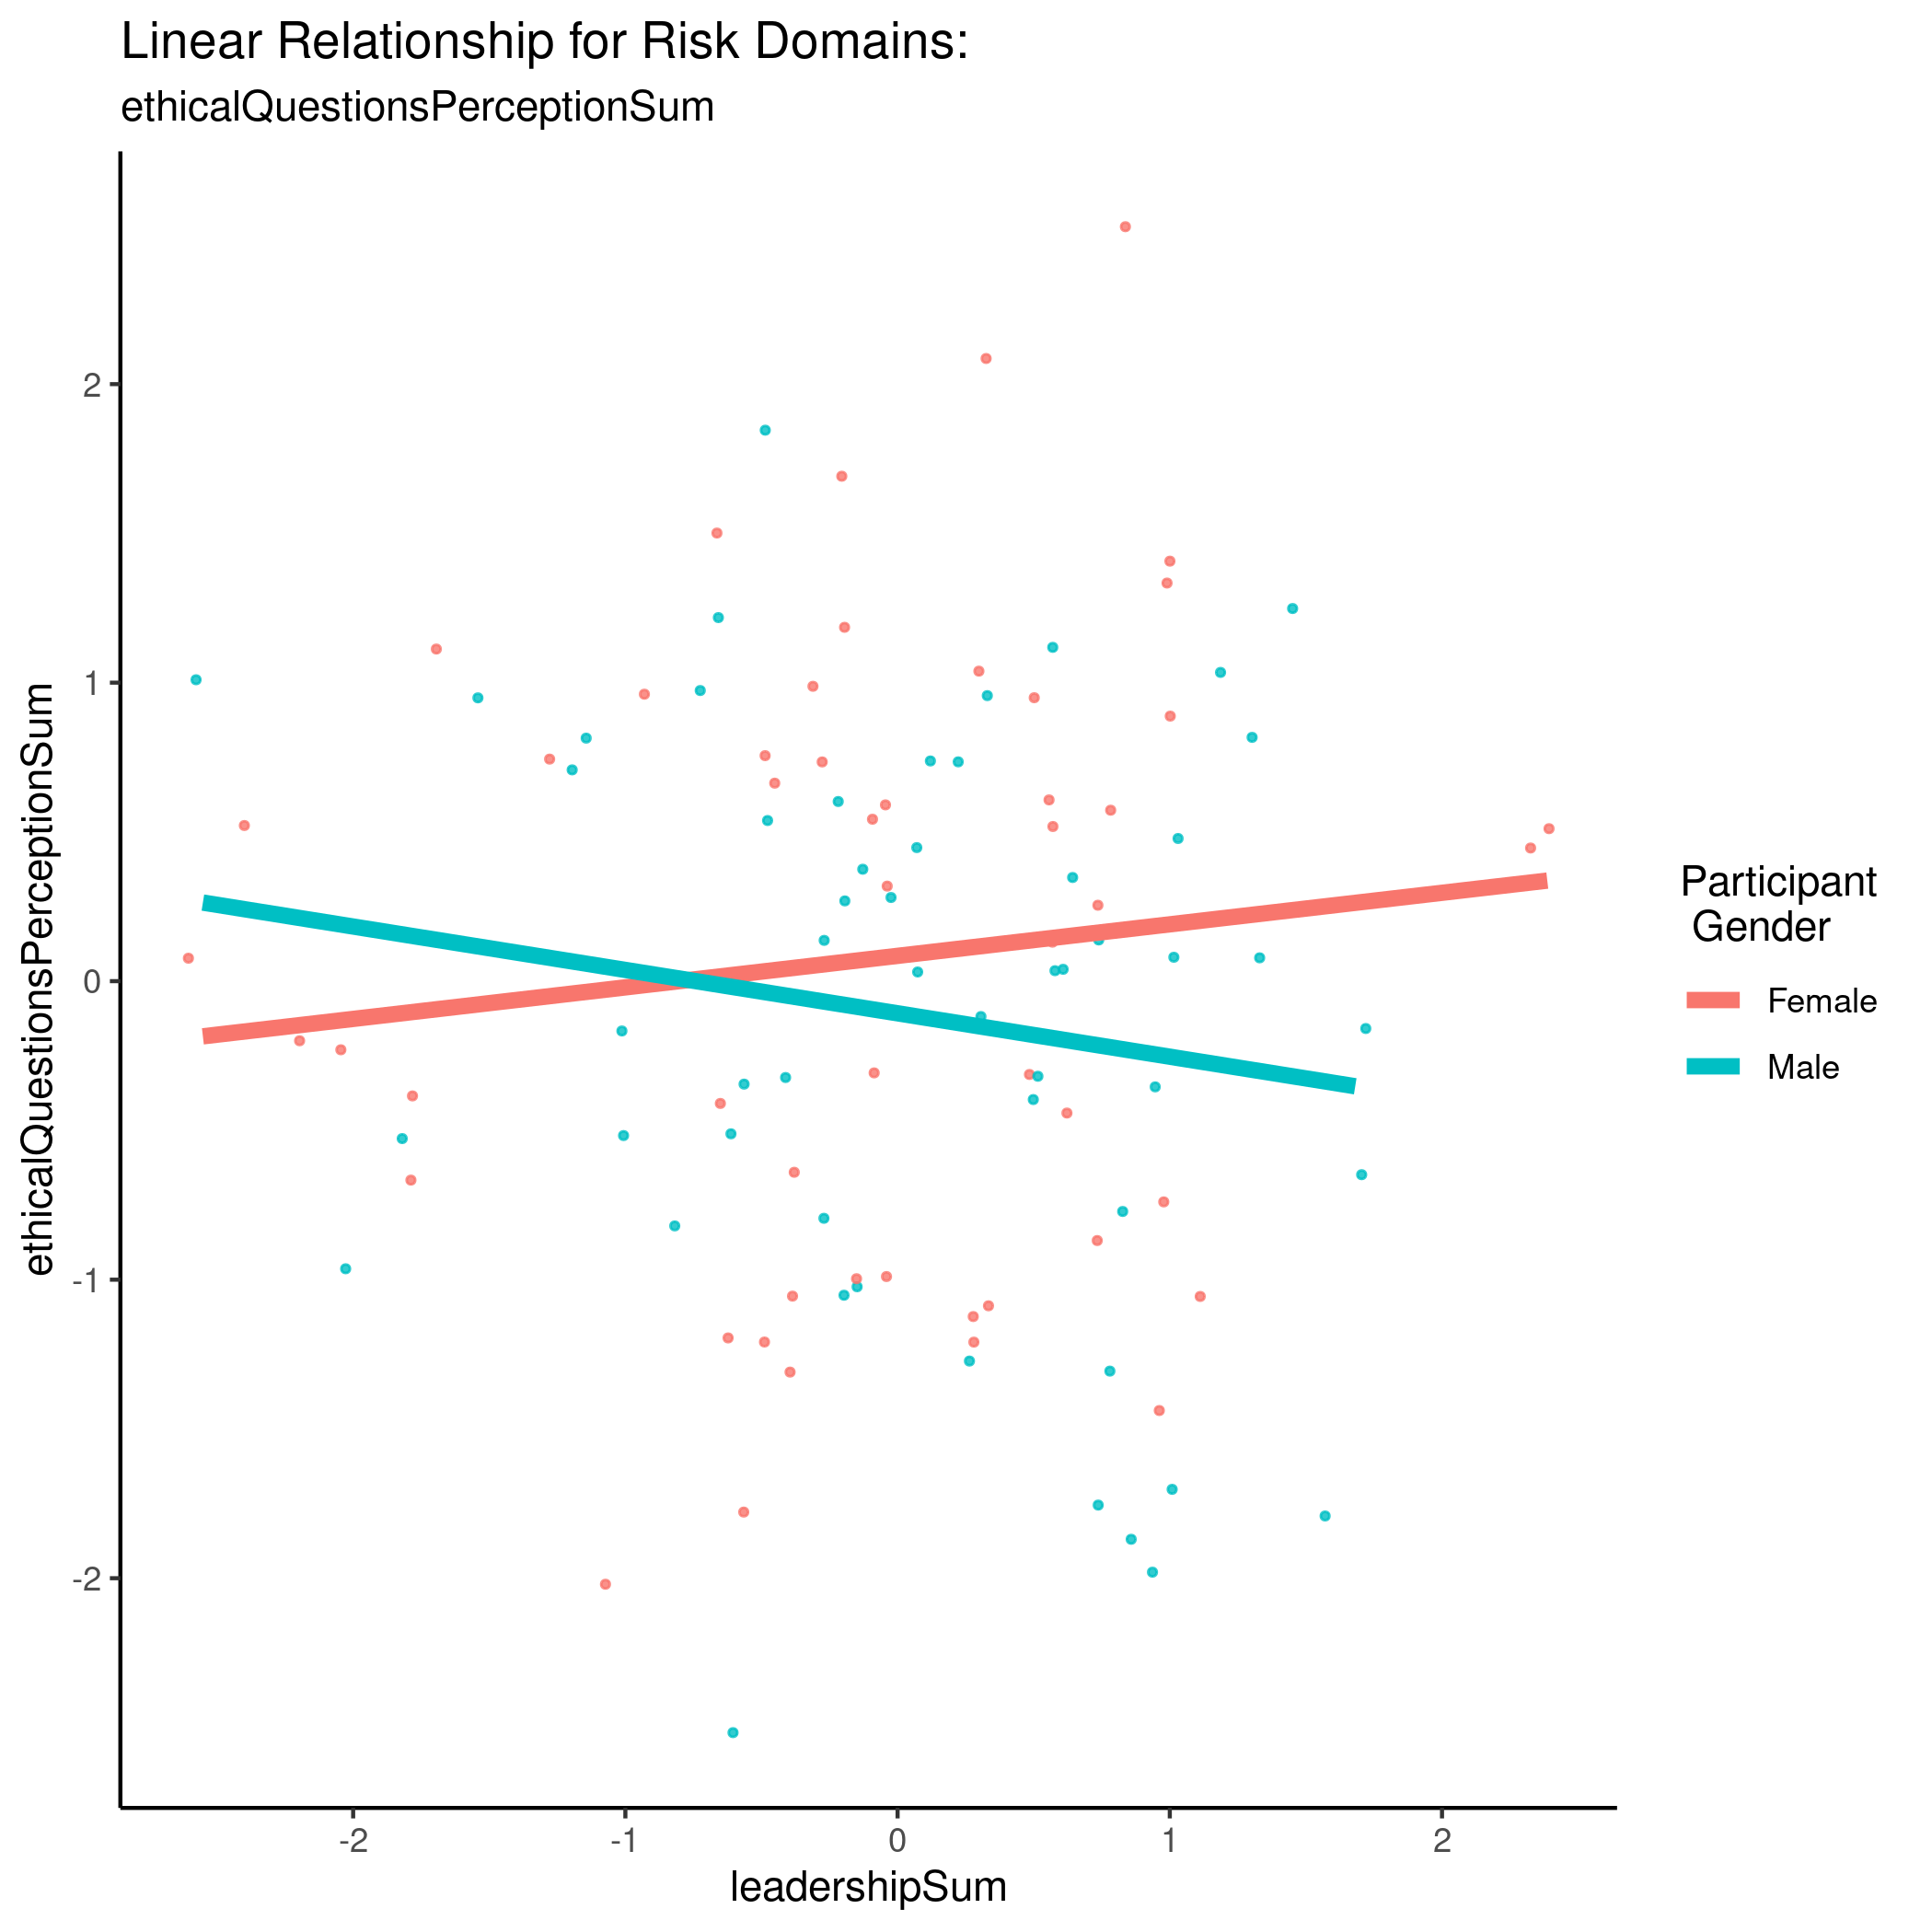 Linear Relationship for Risk Domains:
ethicalQuestionsPerceptionSum
ethicalQuestionsPerceptionSum
2
1
0
-1
-2
-2
-1
0
1
2
leadershipSum
Participant
Gender
Female
Male